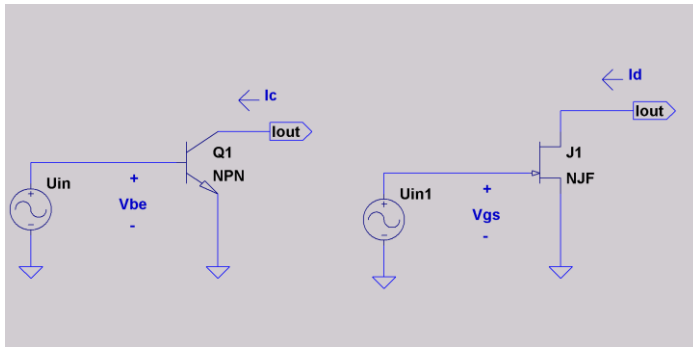 Ic
Iout
Q1
NPN
Uin
+
Vbe
-
Id
Iout
J1
NJF
Uin1
+
Vgs
-